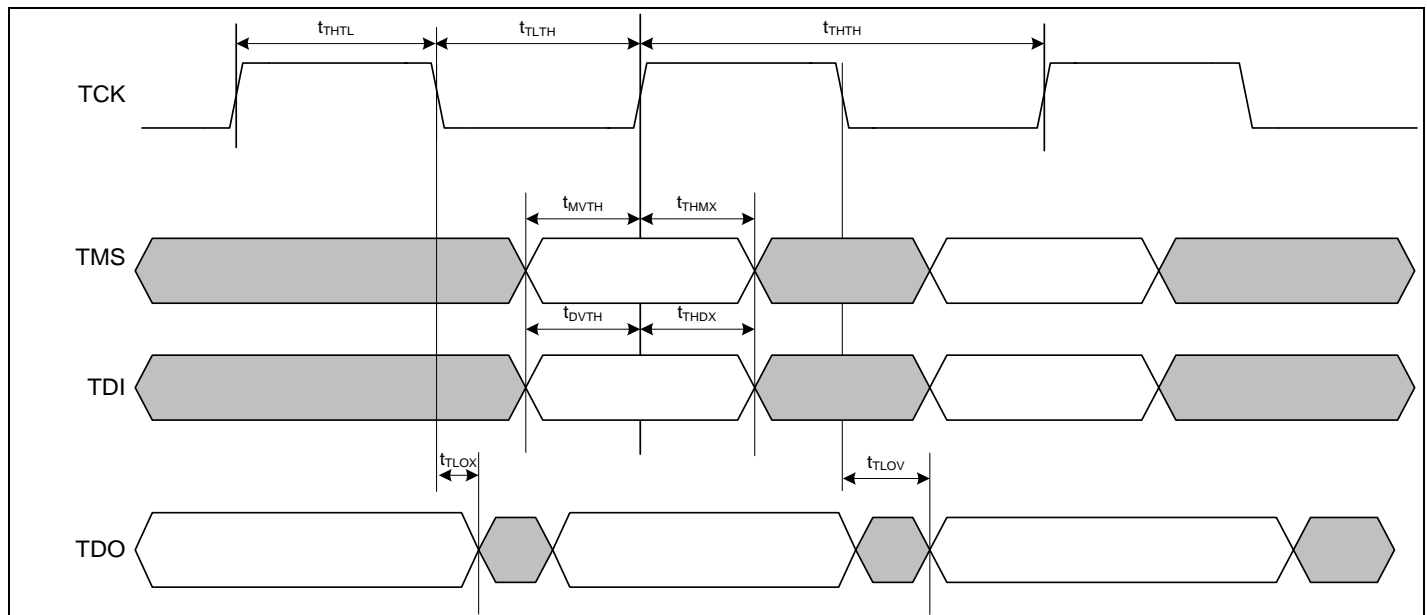 tTHTL tTLTH tTHTH
TCK
tMVTH tTHMX
TMS
tDVTH tTHDX
TDI
tTLOX tTLOV
TDO